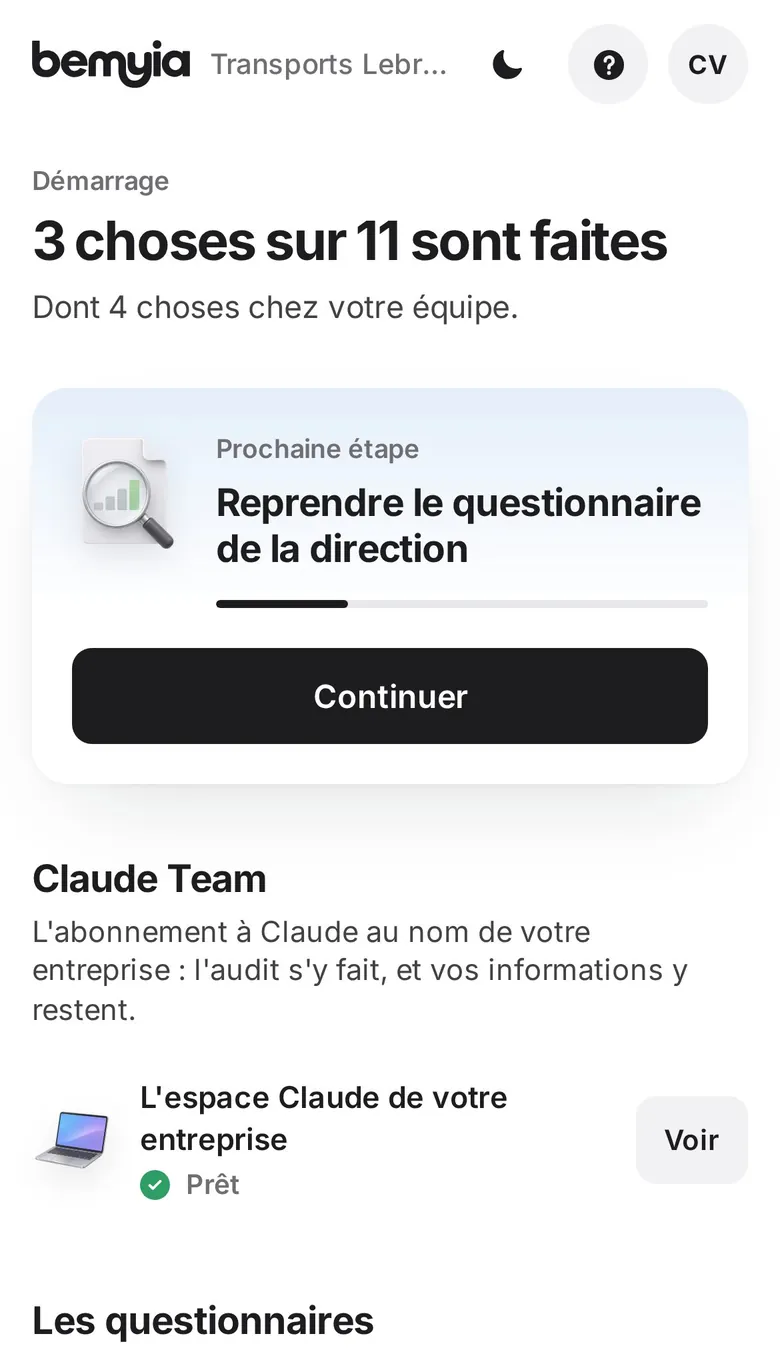 bemyia Transports Lebr... CV
Démarrage
3 choses sur 11 sont faites
Dont 4 choses chez votre équipe.
Prochaine étape
Reprendre le questionnaire
de la direction
Continuer
Claude Team
L'abonnement à Claude au nom de votre
entreprise : l'audit s'y fait, et vos informations y
restent.
L'espace Claude de votre
entreprise
Voir
Prêt
Les questionnaires